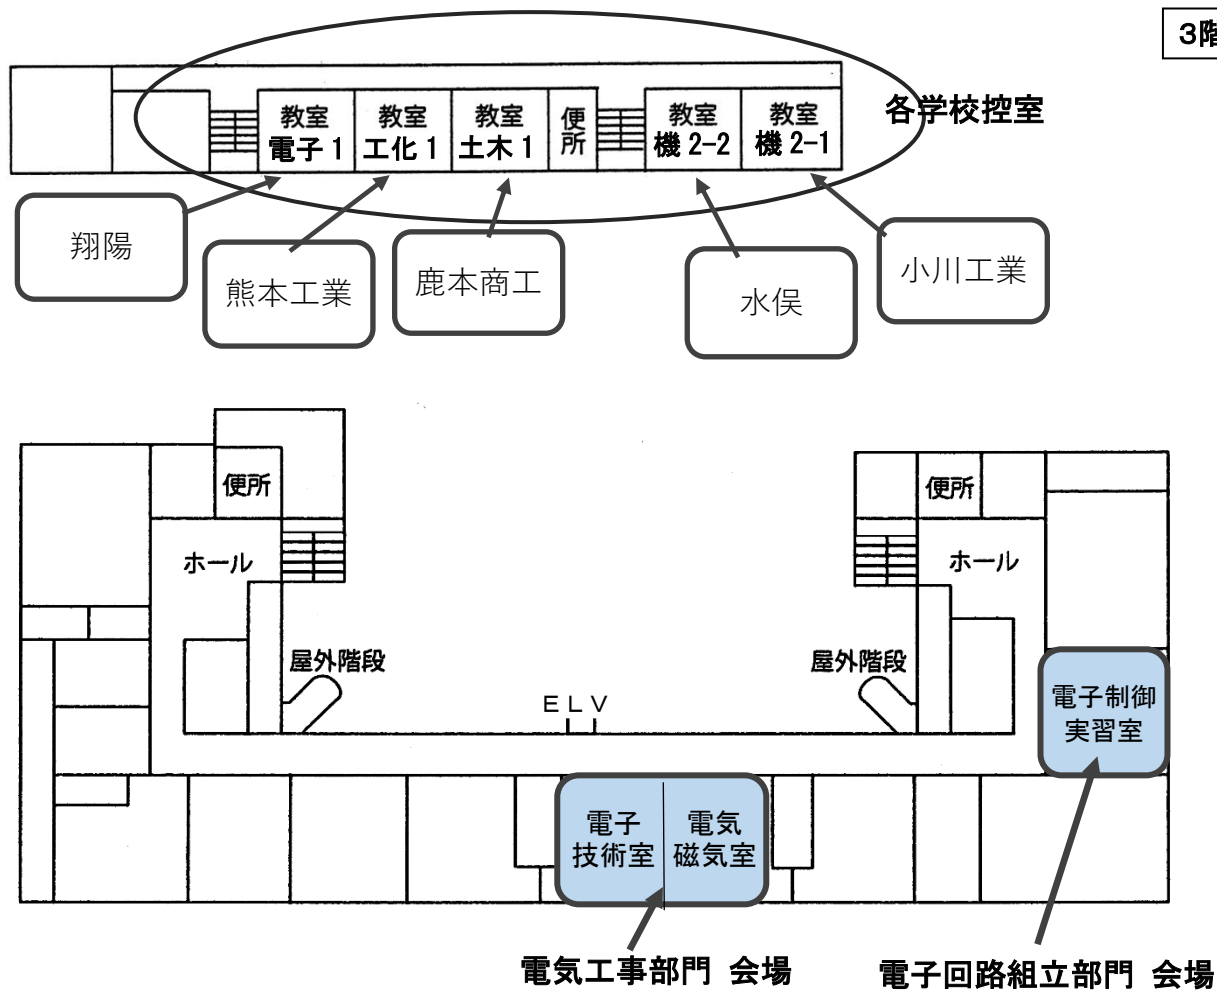 3階
教室
電子1
教室
工化1
教室
土木1
便所
教室
機2-2
教室
機2-1
各学校控室
翔陽
熊本工業
鹿本商工
水俣
小川工業
便所
便所
ホール
ホール
屋外階段
屋外階段
ELV
電子制御
実習室
電子
技術室
電気
磁気室
電気工事部門 会場
電子回路組立部門 会場